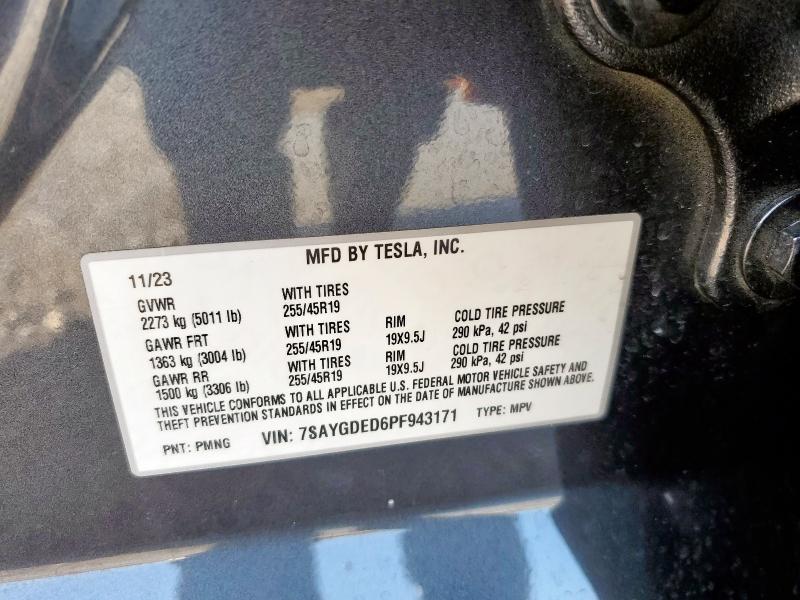 MFD BY TESLA, INC.
11/23
GVWR WITH TIRES
2273 kg (5011 lb) 255/45R19
GAWR FRT WITH TIRES RIM COLD TIRE PRESSURE
1363 kg (3004 lb) 255/45R19 19X9.5J 290 kPa, 42 psi
GAWR RR WITH TIRES RIM COLD TIRE PRESSURE
1500 kg (3306 lb) 255/45R19 19X9.5J 290 kPa, 42 psi
THIS VEHICLE CONFORMS TO ALL APPLICABLE U.S. FEDERAL MOTOR VEHICLE SAFETY AND
THEFT PREVENTION STANDARDS IN EFFECT ON THE DATE OF MANUFACTURE SHOWN ABOVE.
PNT: PMNG VIN: 7SAYGDED6PF943171 TYPE: MPV